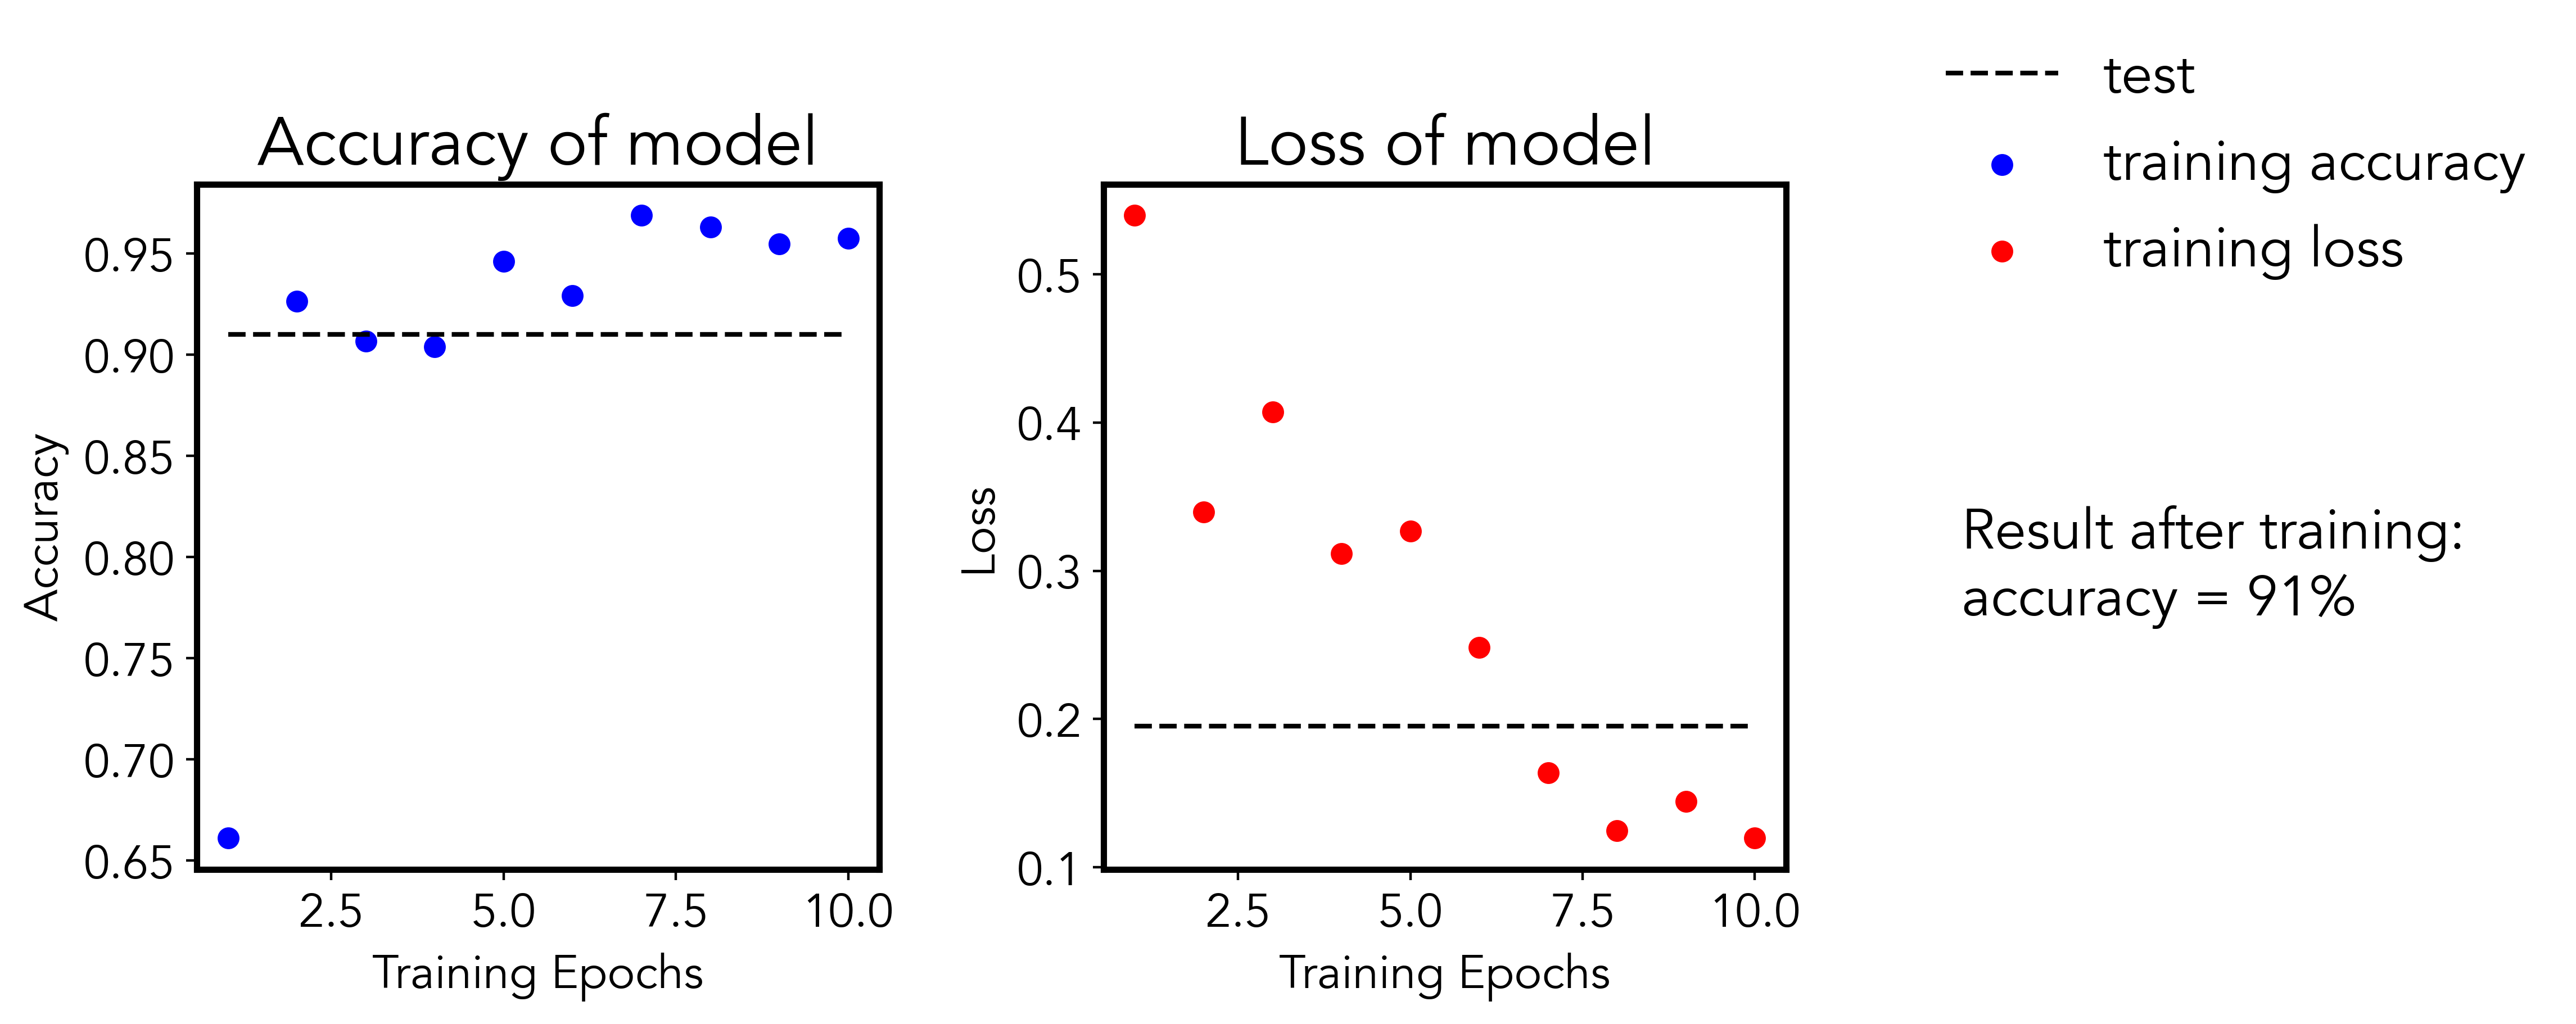 Accuracy of model
Accuracy
0.95
0.90
0.85
0.80
0.75
0.70
0.65
2.5 5.0 7.5 10.0
Training Epochs
Loss of model
Loss
0.5
0.4
0.3
0.2
0.1
2.5 5.0 7.5 10.0
Training Epochs
test
training accuracy
training loss
Result after training:
accuracy = 91%